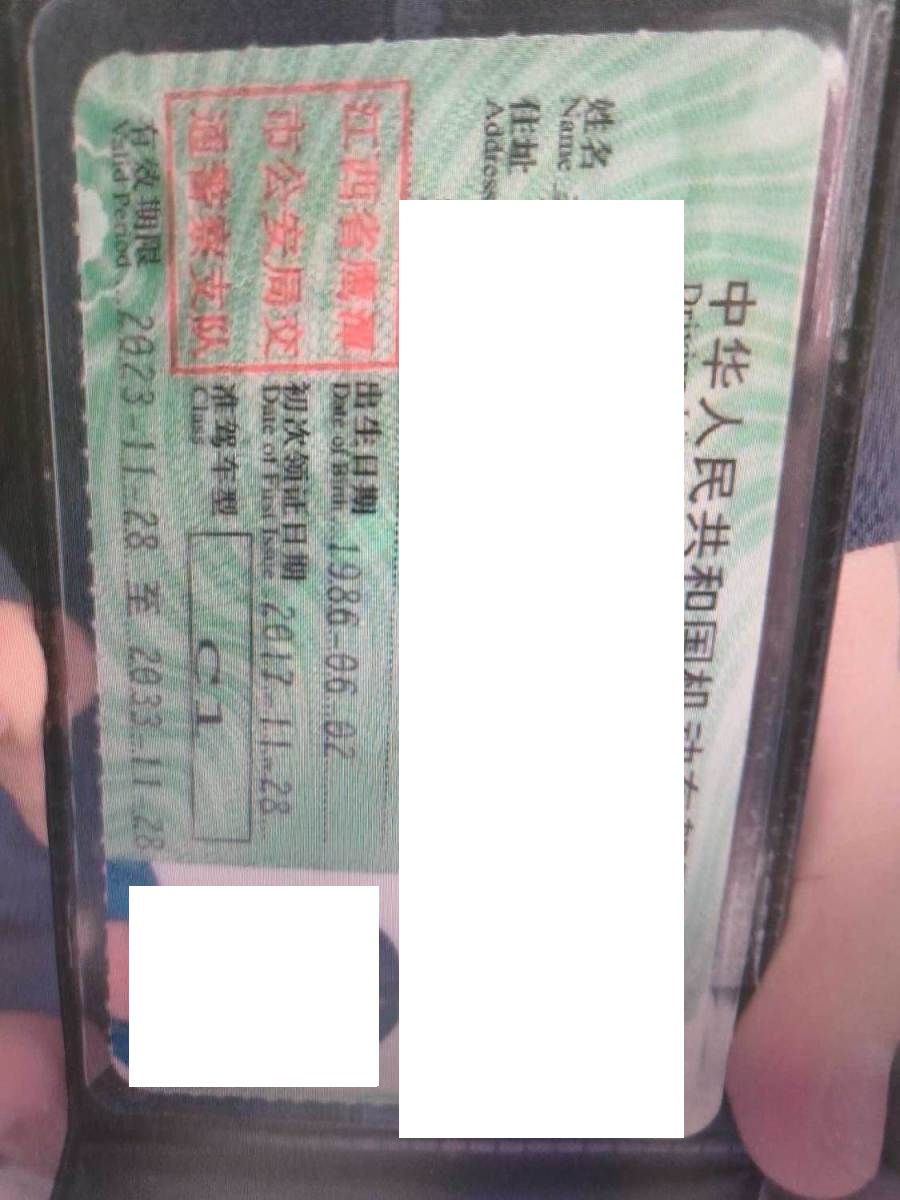 中华人民共和国机动车
姓名
Name
住址
Address
江西省鹰潭
市公安局交
通警察支队
出生日期
Date of Birth 1986-06-02
初次领证日期
Date of First Issue 2017-11-28
准驾车型
Class C1
有效期限
Valid Period 2023-11-28 至 2033-11-28